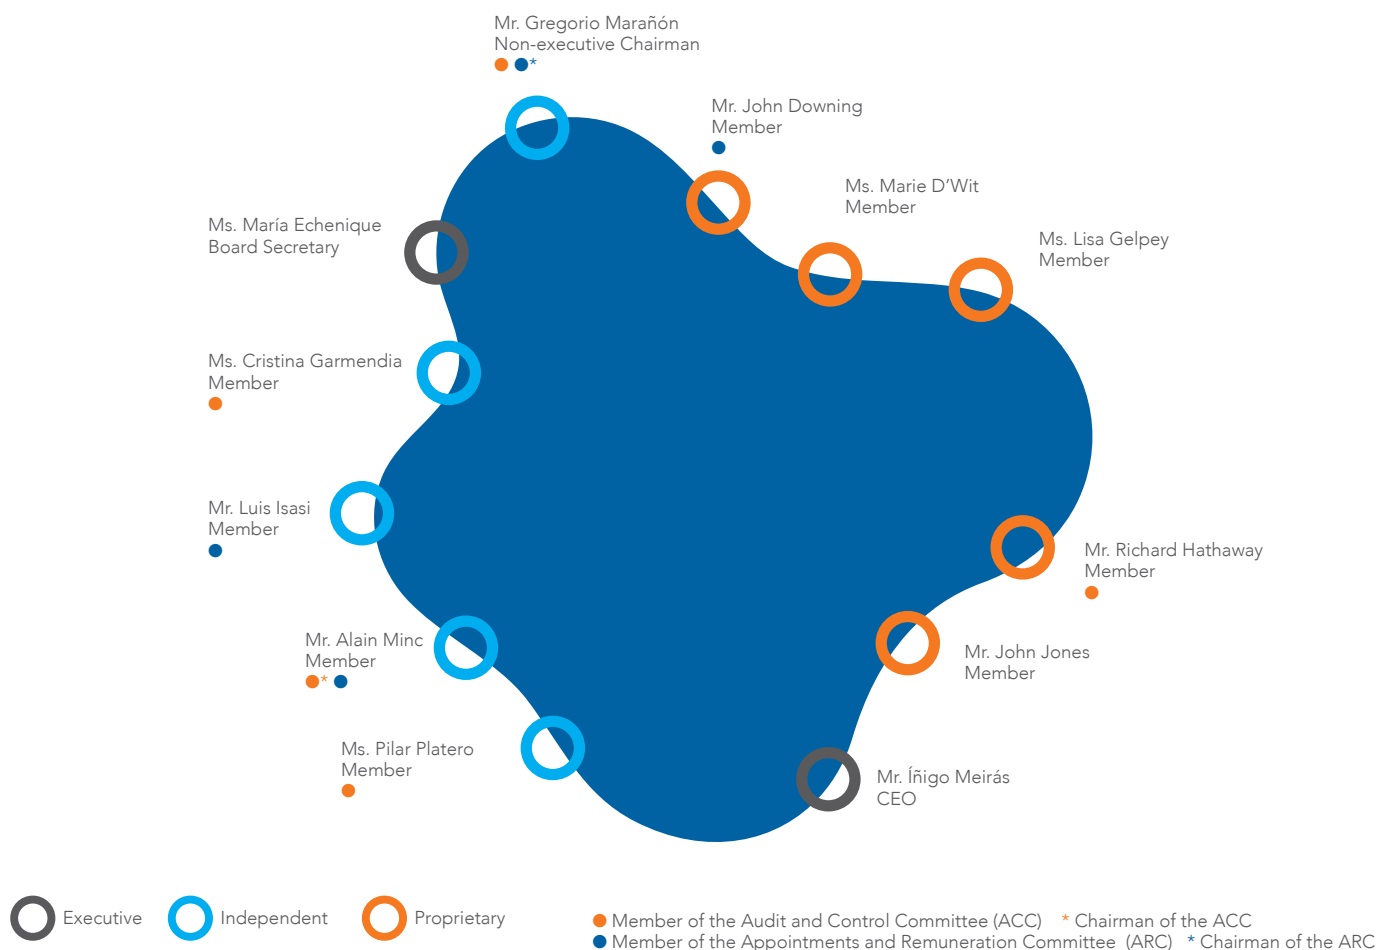 Mr. Gregorio Marañón
Non-executive Chairman
*
Mr. John Downing
Member
Ms. Marie D’Wit
Member
Ms. Lisa Gelpey
Member
Ms. María Echenique
Board Secretary
Ms. Cristina Garmendia
Member
Mr. Luis Isasi
Member
Mr. Richard Hathaway
Member
Mr. Alain Minc
Member
*
Mr. John Jones
Member
Ms. Pilar Platero
Member
Mr. Íñigo Meirás
CEO
Executive
Independent
Proprietary
Member of the Audit and Control Committee (ACC) * Chairman of the ACC
Member of the Appointments and Remuneration Committee (ARC) * Chairman of the ARC